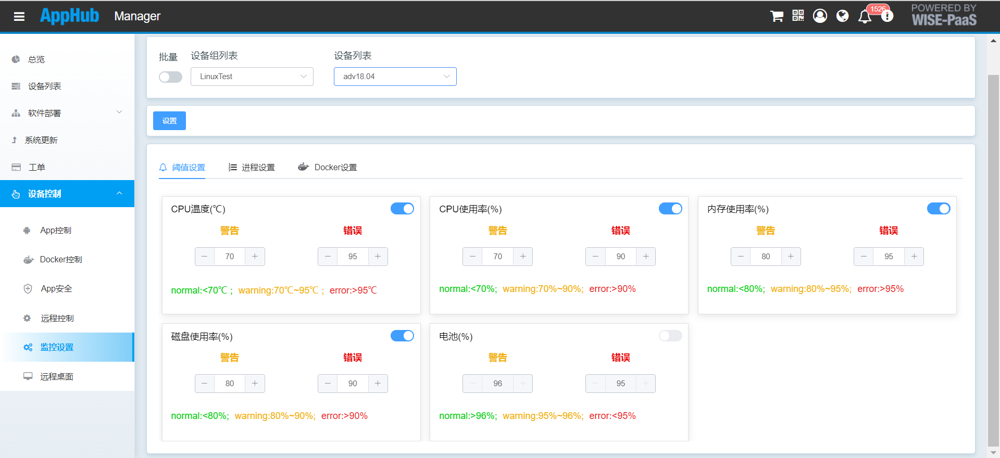 AppHub Manager 1526 POWERED BY
WISE-PaaS
总览
设备列表
软件部署
系统更新
工单
设备控制
App控制
Docker控制
App安全
远程控制
监控设置
远程桌面
批量 设备组列表 设备列表
LinuxTest adv18.04
设置
阈值设置 进程设置 Docker设置
CPU温度(℃)
警告 错误
− 70 + − 95 +
normal:<70℃ ; warning:70℃~95℃ ; error:>95℃
CPU使用率(%)
警告 错误
− 70 + − 90 +
normal:<70%; warning:70%~90%; error:>90%
内存使用率(%)
警告 错误
− 80 + − 95 +
normal:<80%; warning:80%~95%; error:>95%
磁盘使用率(%)
警告 错误
− 80 + − 90 +
normal:<80%; warning:80%~90%; error:>90%
电池(%)
警告 错误
− 96 + − 95 +
normal:>96%; warning:95%~96%; error:<95%